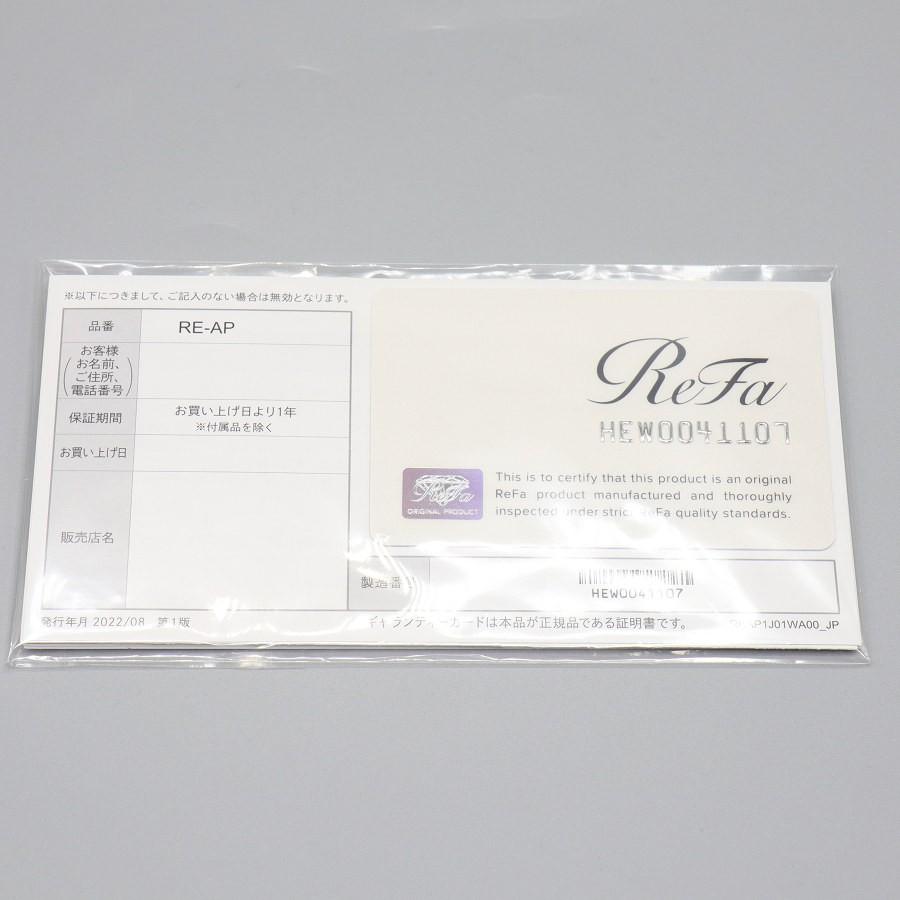 ※以下につきまして、ご記入のない場合は無効となります。
品番 RE-AP
お客様
お名前、
ご住所、
電話番号
保証期間 お買い上げ日より1年
※付属品を除く
お買い上げ日
販売店名
発行年月 2022/08 第1版
ReFa
HEW0041107
ReFa
ORIGINAL PRODUCT
This is to certify that this product is an original
ReFa product manufactured and thoroughly
inspected under strict ReFa quality standards.
製造番号
HEW0041107
ギャランティーカードは本品が正規品である証明書です。